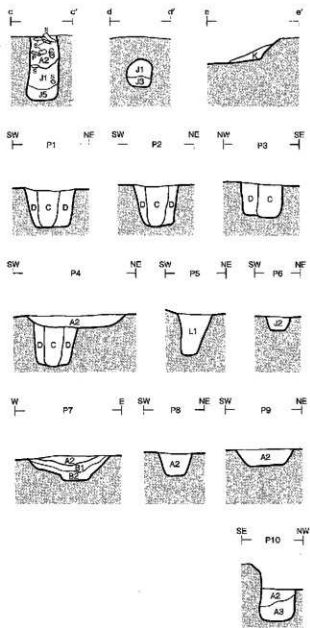 c c' d d' e e'
S
A2
J1
J5
J1
J3
K
SW NE SW NE NW SE
P1 P2 P3
D C D D C D D C
SW NE SW NE SW NE
P4 P5 P6
A2
D C D
L1
J2
W E SW NE SW NE
P7 P8 P9
A2
B1
B2
A2
A2
SE NW
P10
A2
A3